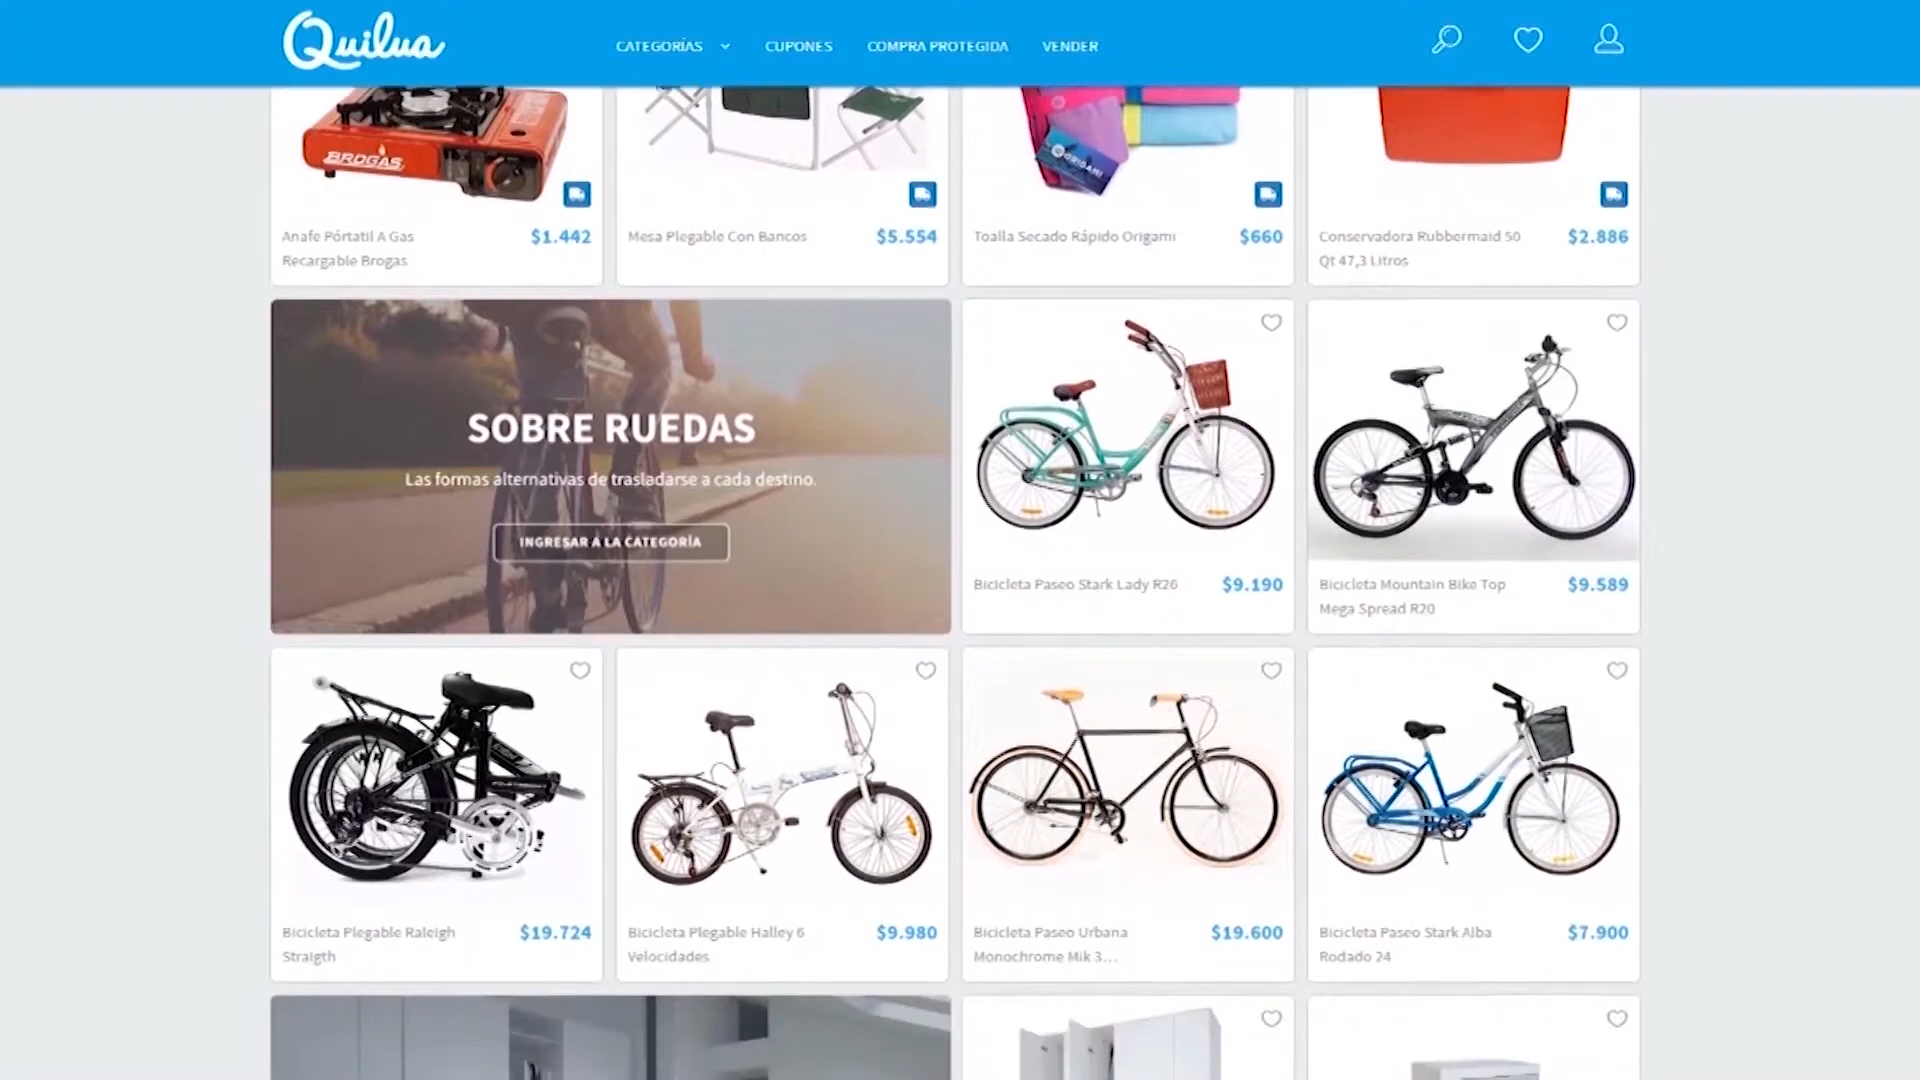 Quilua
CATEGORÍAS
CUPONES
COMPRA PROTEGIDA
VENDER
BROGAS
ORIGAMI
Anafe Pórtatil A Gas
Recargable Brogas
$1.442
Mesa Plegable Con Bancos
$5.554
Toalla Secado Rápido Origami
$660
Conservadora Rubbermaid 50
Qt 47,3 Litros
$2.886
SOBRE RUEDAS
Las formas alternativas de trasladarse a cada destino.
INGRESAR A LA CATEGORÍA
Bicicleta Paseo Stark Lady R26
$9.190
Bicicleta Mountain Bike Top
Mega Spread R20
$9.589
Bicicleta Plegable Raleigh
Straigth
$19.724
Bicicleta Plegable Halley 6
Velocidades
$9.980
Bicicleta Paseo Urbana
Monochrome Mik 3...
$19.600
Bicicleta Paseo Stark Alba
Rodado 24
$7.900